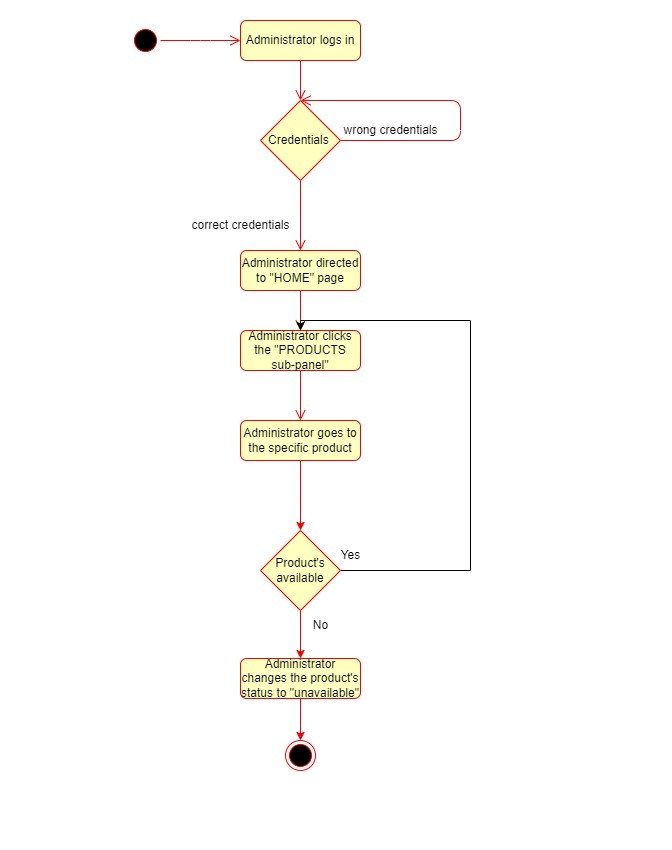 Administrator logs in
Credentials
wrong credentials
correct credentials
Administrator directed
to "HOME" page
Administrator clicks
the "PRODUCTS
sub-panel"
Administrator goes to
the specific product
Product's
available
Yes
No
Administrator
changes the product's
status to "unavailable"